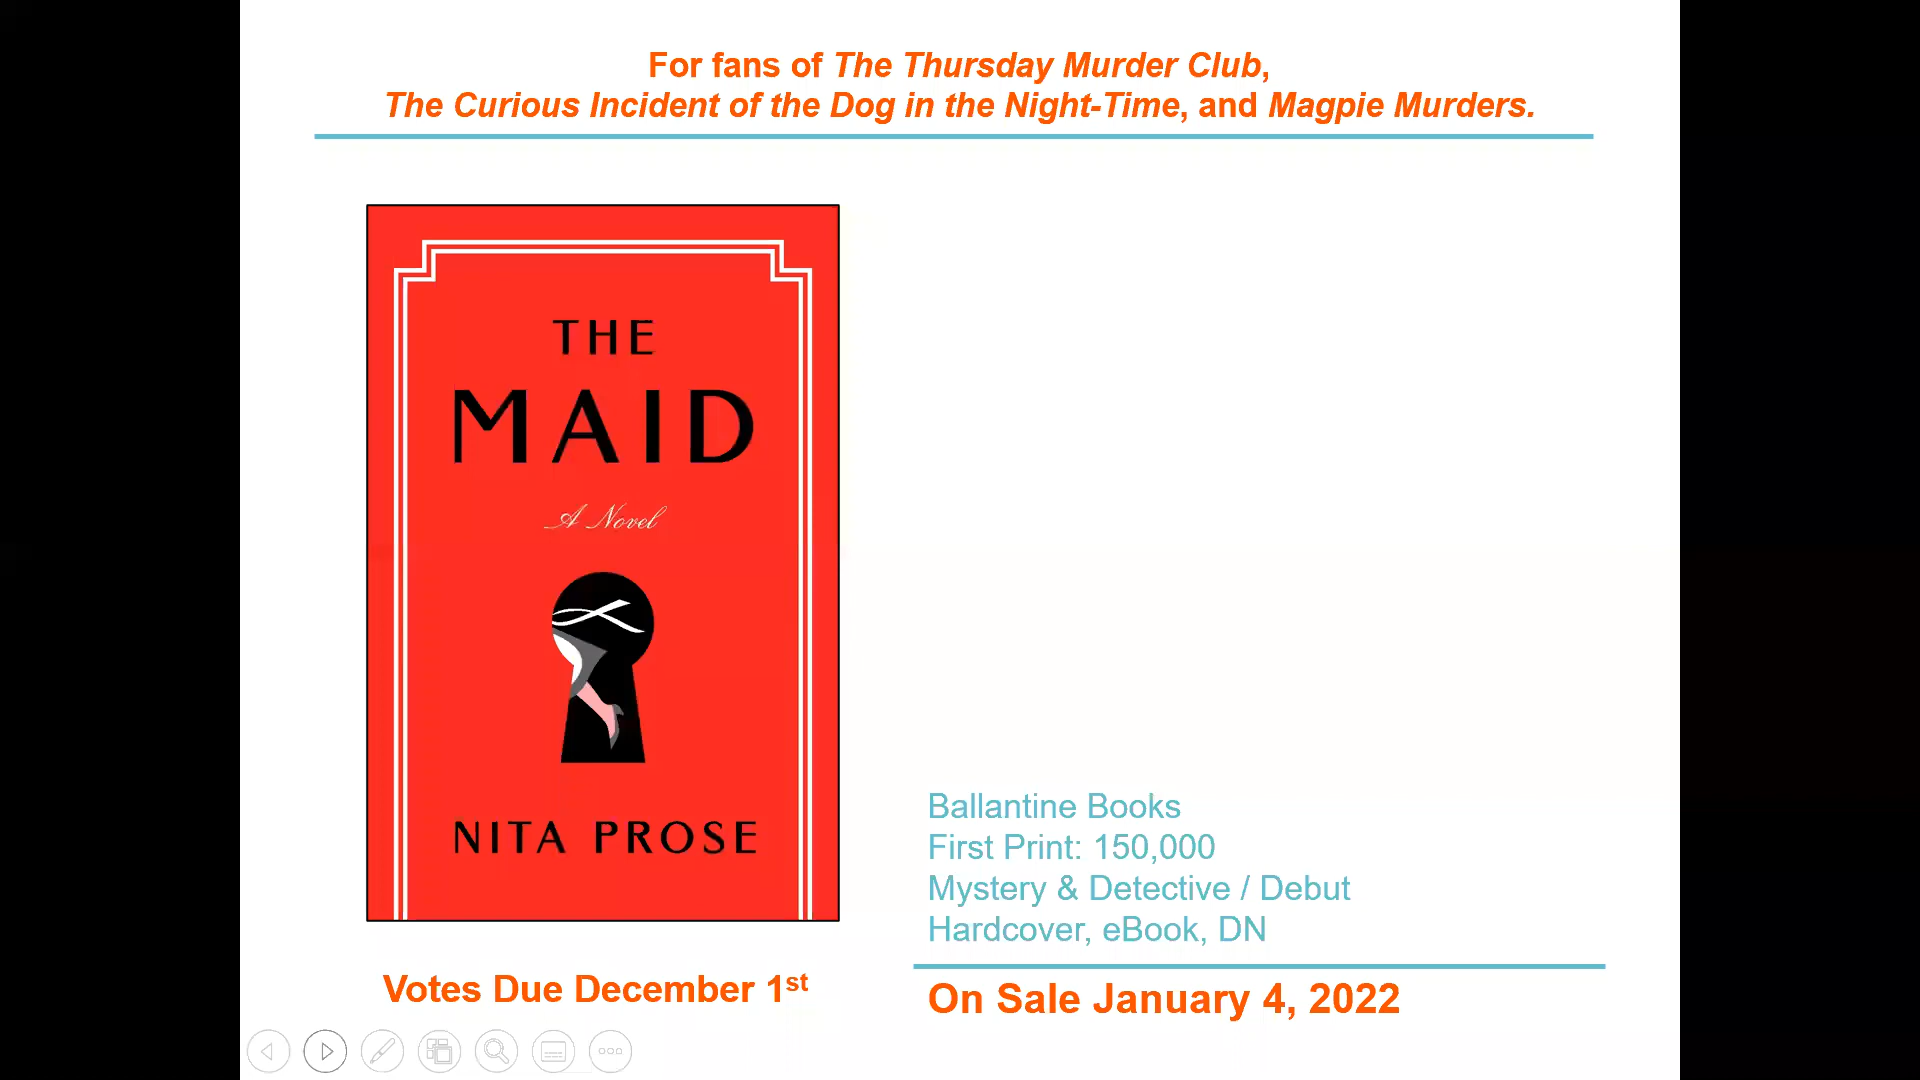 For fans of The Thursday Murder Club,
The Curious Incident of the Dog in the Night-Time, and Magpie Murders.
THE
MAID
A Novel
NITA PROSE
Votes Due December 1st
Ballantine Books
First Print: 150,000
Mystery & Detective / Debut
Hardcover, eBook, DN
On Sale January 4, 2022